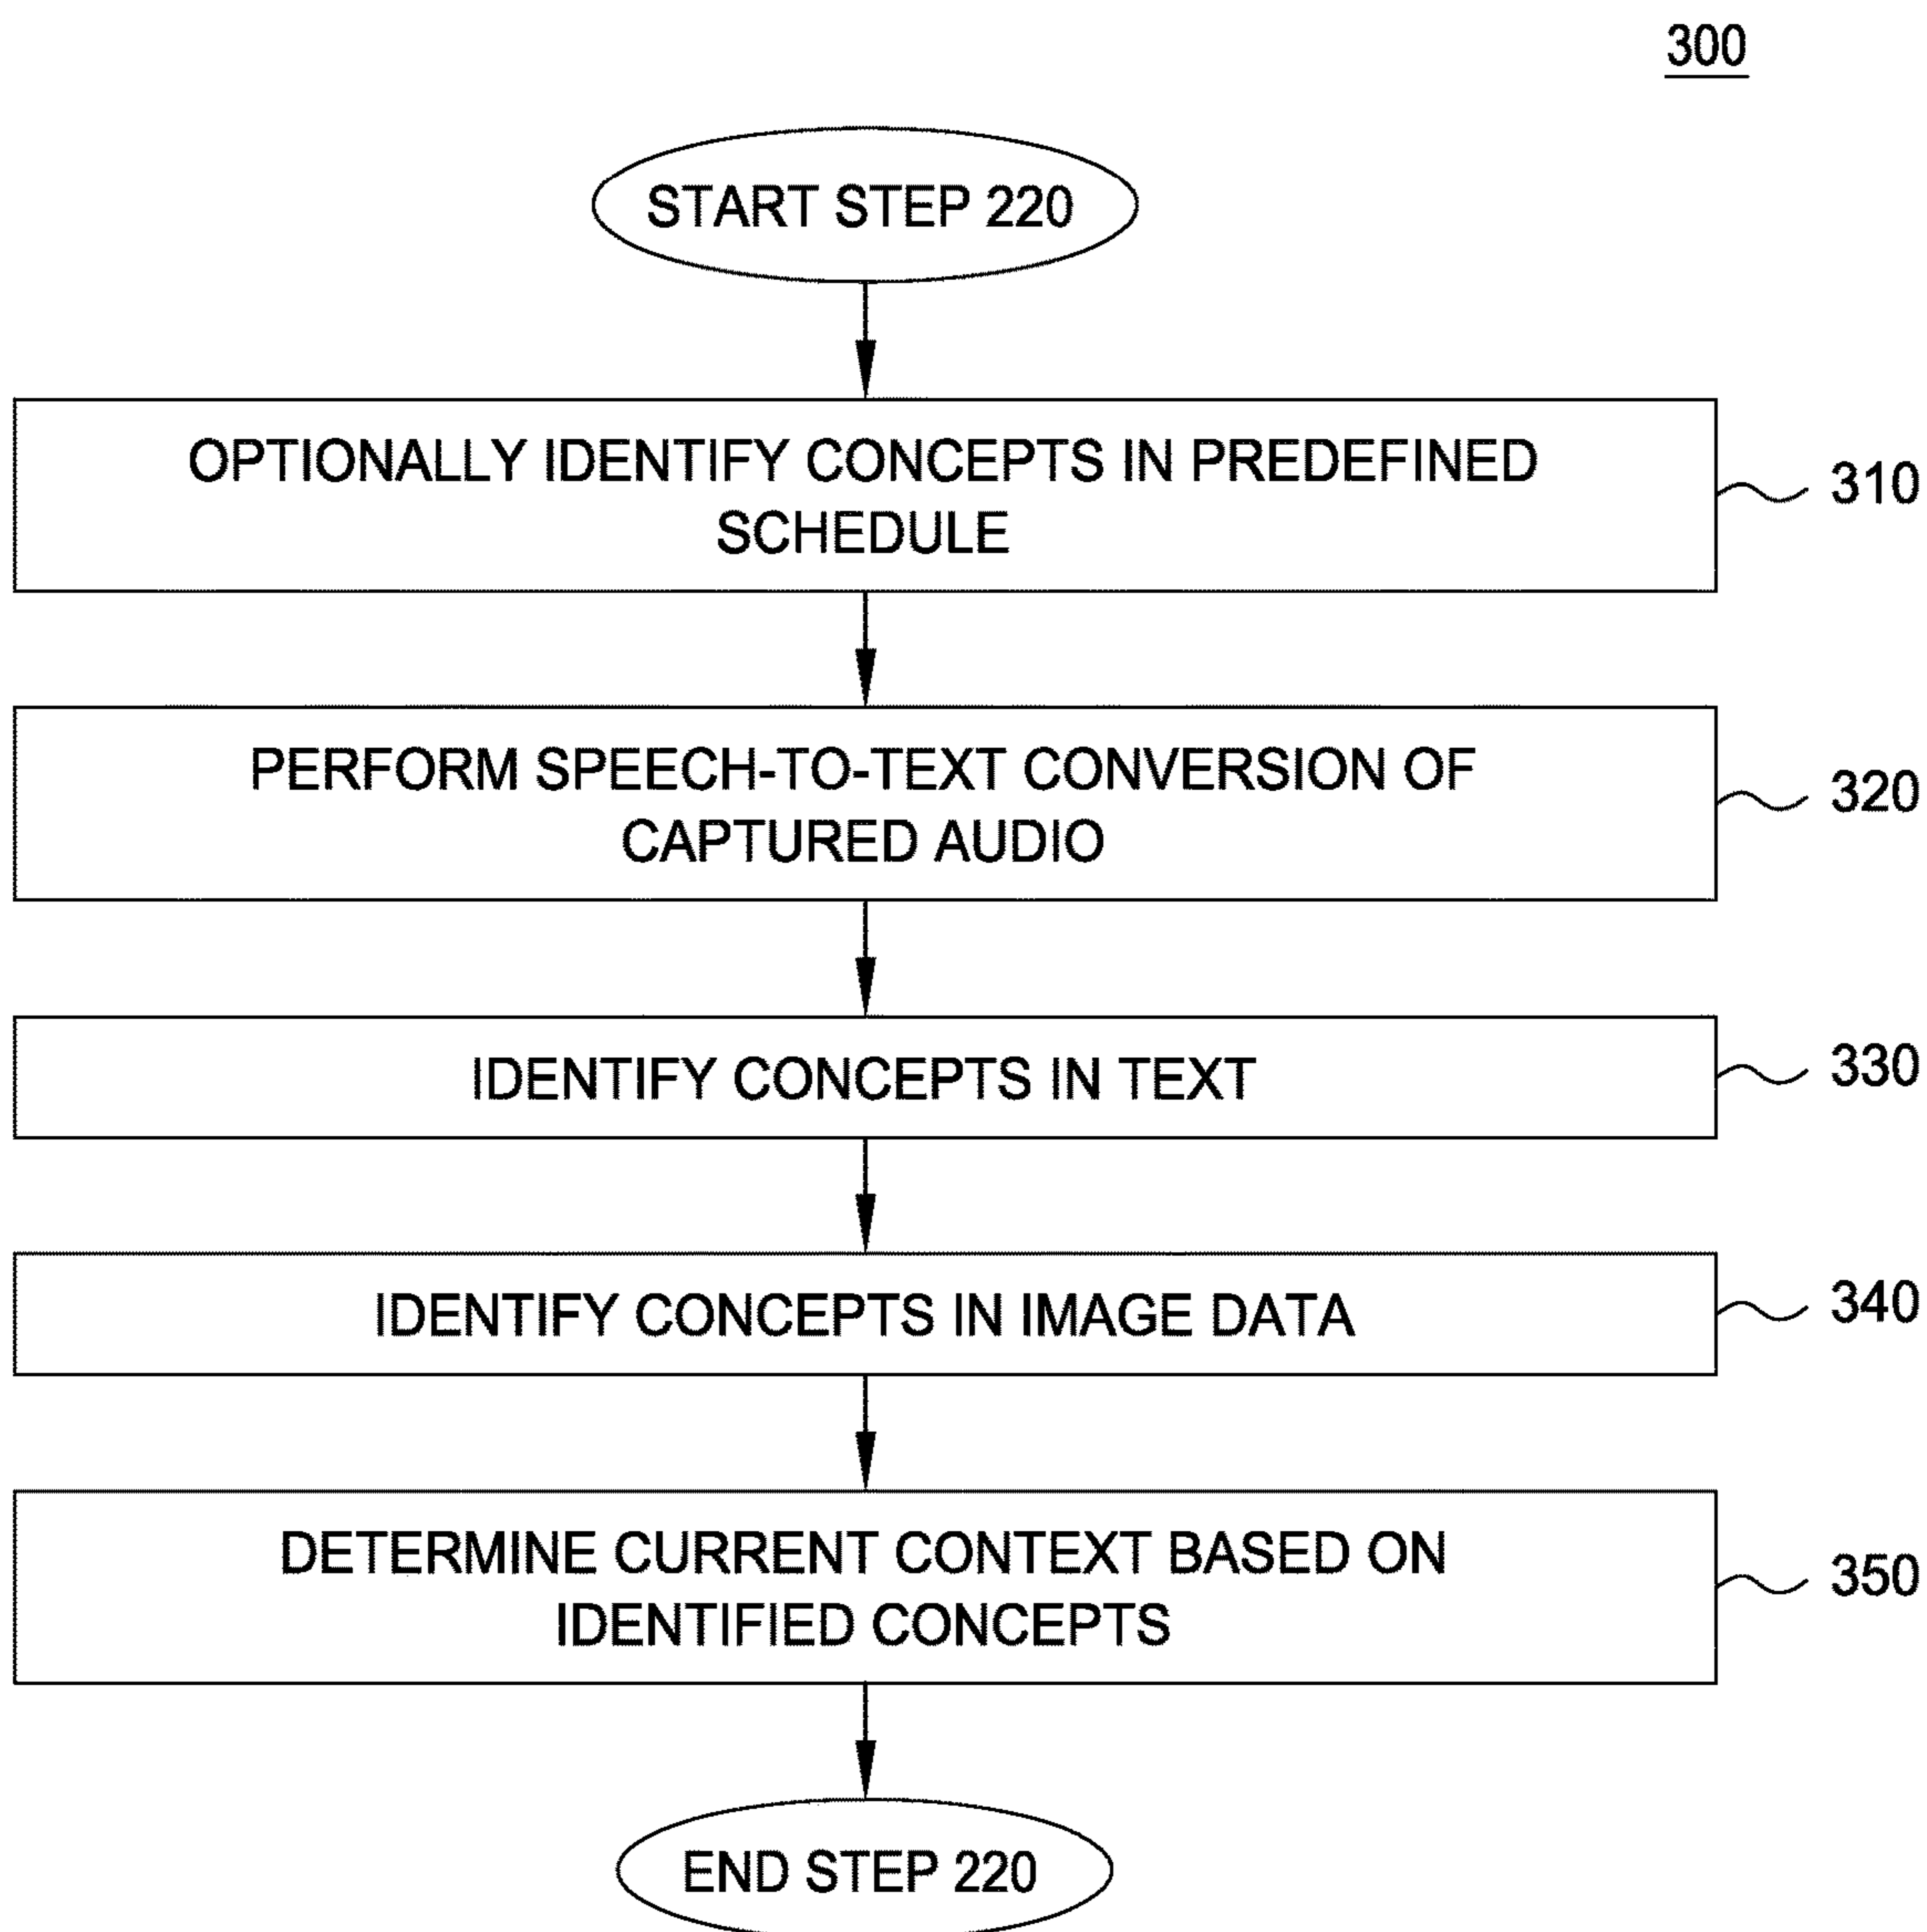 300
START STEP 220
OPTIONALLY IDENTIFY CONCEPTS IN PREDEFINED
SCHEDULE
310
PERFORM SPEECH-TO-TEXT CONVERSION OF
CAPTURED AUDIO
320
IDENTIFY CONCEPTS IN TEXT
330
IDENTIFY CONCEPTS IN IMAGE DATA
340
DETERMINE CURRENT CONTEXT BASED ON
IDENTIFIED CONCEPTS
350
END STEP 220